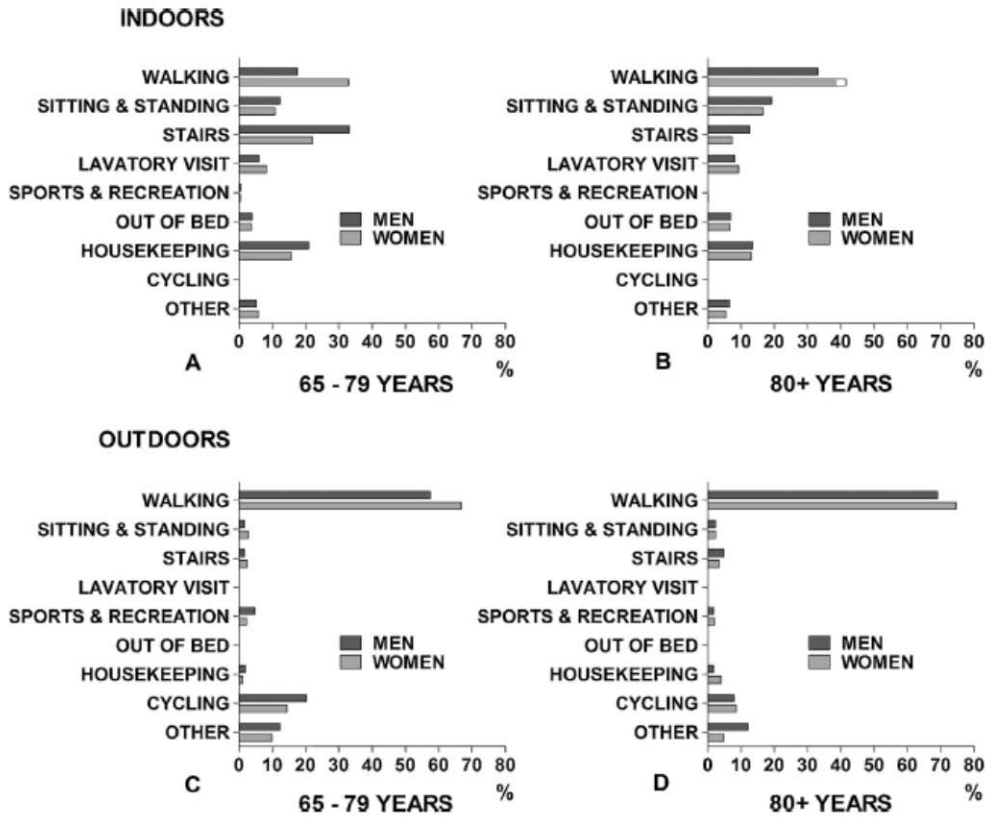 INDOORS
WALKING
SITTING & STANDING
STAIRS
LAVATORY VISIT
SPORTS & RECREATION
OUT OF BED
HOUSEKEEPING
CYCLING
OTHER
MEN
WOMEN
0 10 20 30 40 50 60 70 80
%
A
65 - 79 YEARS
WALKING
SITTING & STANDING
STAIRS
LAVATORY VISIT
SPORTS & RECREATION
OUT OF BED
HOUSEKEEPING
CYCLING
OTHER
MEN
WOMEN
0 10 20 30 40 50 60 70 80
%
B
80+ YEARS
OUTDOORS
WALKING
SITTING & STANDING
STAIRS
LAVATORY VISIT
SPORTS & RECREATION
OUT OF BED
HOUSEKEEPING
CYCLING
OTHER
MEN
WOMEN
0 10 20 30 40 50 60 70 80
%
C
65 - 79 YEARS
WALKING
SITTING & STANDING
STAIRS
LAVATORY VISIT
SPORTS & RECREATION
OUT OF BED
HOUSEKEEPING
CYCLING
OTHER
MEN
WOMEN
0 10 20 30 40 50 60 70 80
%
D
80+ YEARS